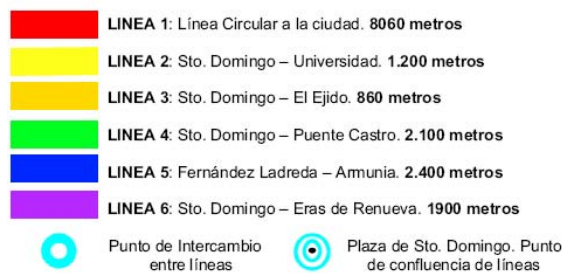 LINEA 1: Línea Circular a la ciudad. 8060 metros
LINEA 2: Sto. Domingo – Universidad. 1.200 metros
LINEA 3: Sto. Domingo – El Ejido. 860 metros
LINEA 4: Sto. Domingo – Puente Castro. 2.100 metros
LINEA 5: Fernández Ladreda – Armunia. 2.400 metros
LINEA 6: Sto. Domingo – Eras de Renueva. 1900 metros
Punto de Intercambio
entre líneas
Plaza de Sto. Domingo. Punto
de confluencia de líneas